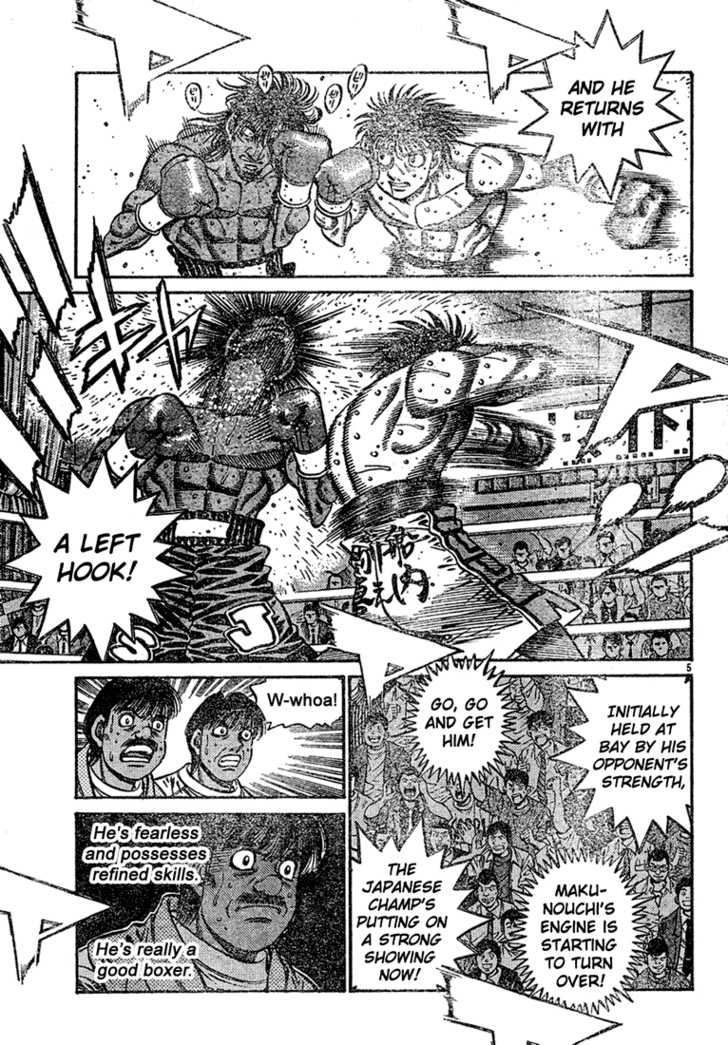 AND HE
RETURNS
WITH
A LEFT
HOOK!
J
5
INITIALLY
HELD AT
BAY BY HIS
OPPONENT'S
STRENGTH,
GO, GO
AND GET
HIM!
MAKU-
NOUCHI'S
ENGINE IS
STARTING
TO TURN
OVER!
THE
JAPANESE
CHAMP'S
PUTTING ON
A STRONG
SHOWING
NOW!
W-whoa!
He's fearless
and possesses
refined skills.
He's really a
good boxer.